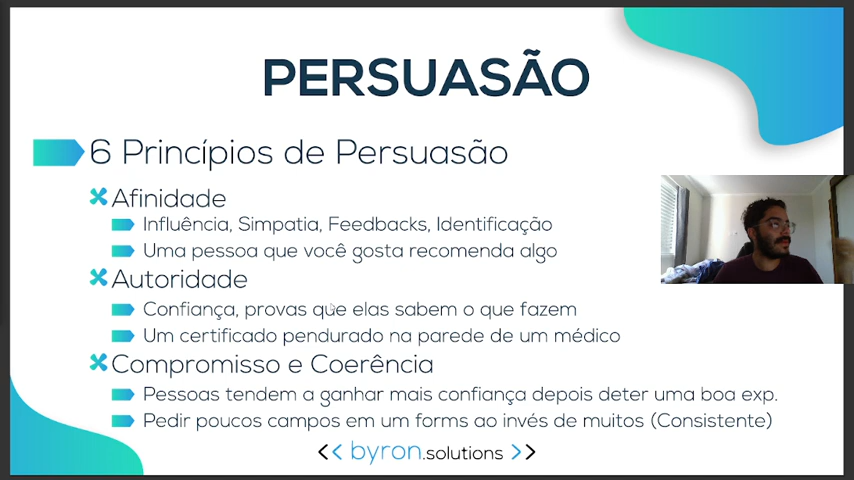 PERSUASÃO
6 Princípios de Persuasão
Afinidade
Influência, Simpatia, Feedbacks, Identificação
Uma pessoa que você gosta recomenda algo
Autoridade
Confiança, provas que elas sabem o que fazem
Um certificado pendurado na parede de um médico
Compromisso e Coerência
Pessoas tendem a ganhar mais confiança depois deter uma boa exp.
Pedir poucos campos em um forms ao invés de muitos (Consistente)
<< byron.solutions >>